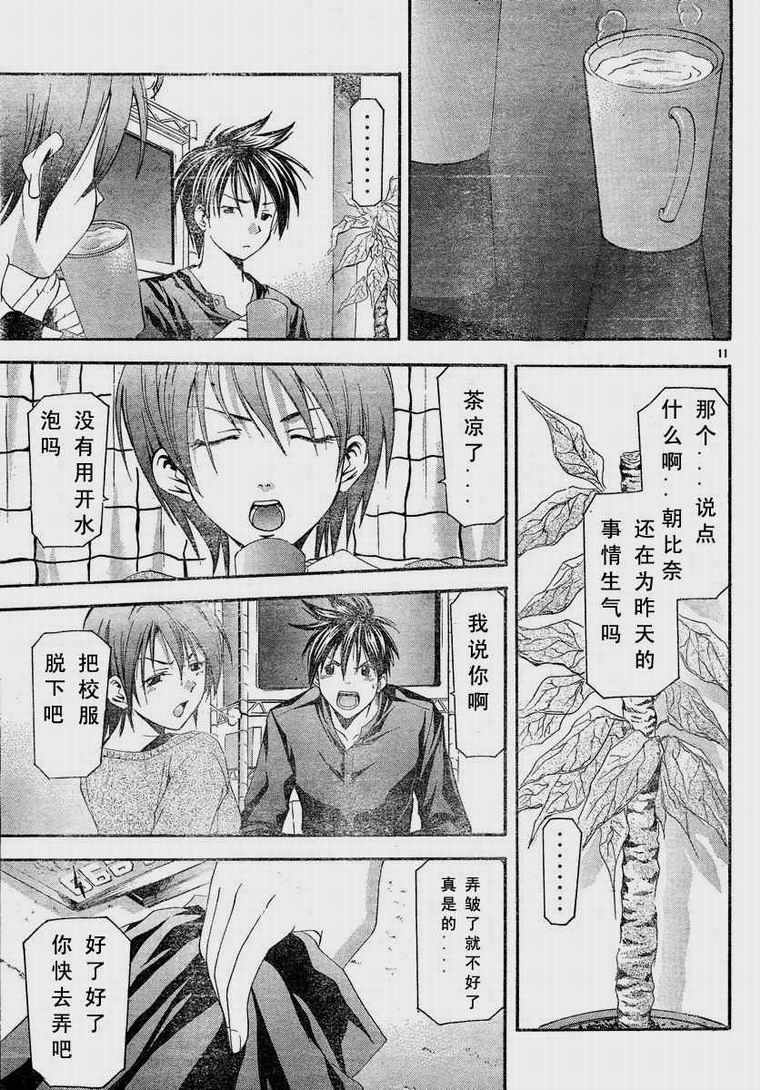 ......
11
那个...说点
什么啊..朝比奈
还在为昨天的
事情生气吗
......
茶凉了...
没有用开水
泡吗
我说你啊
把校服
脱下吧
弄皱了就不好了
真是的
好了好了
你快去弄吧